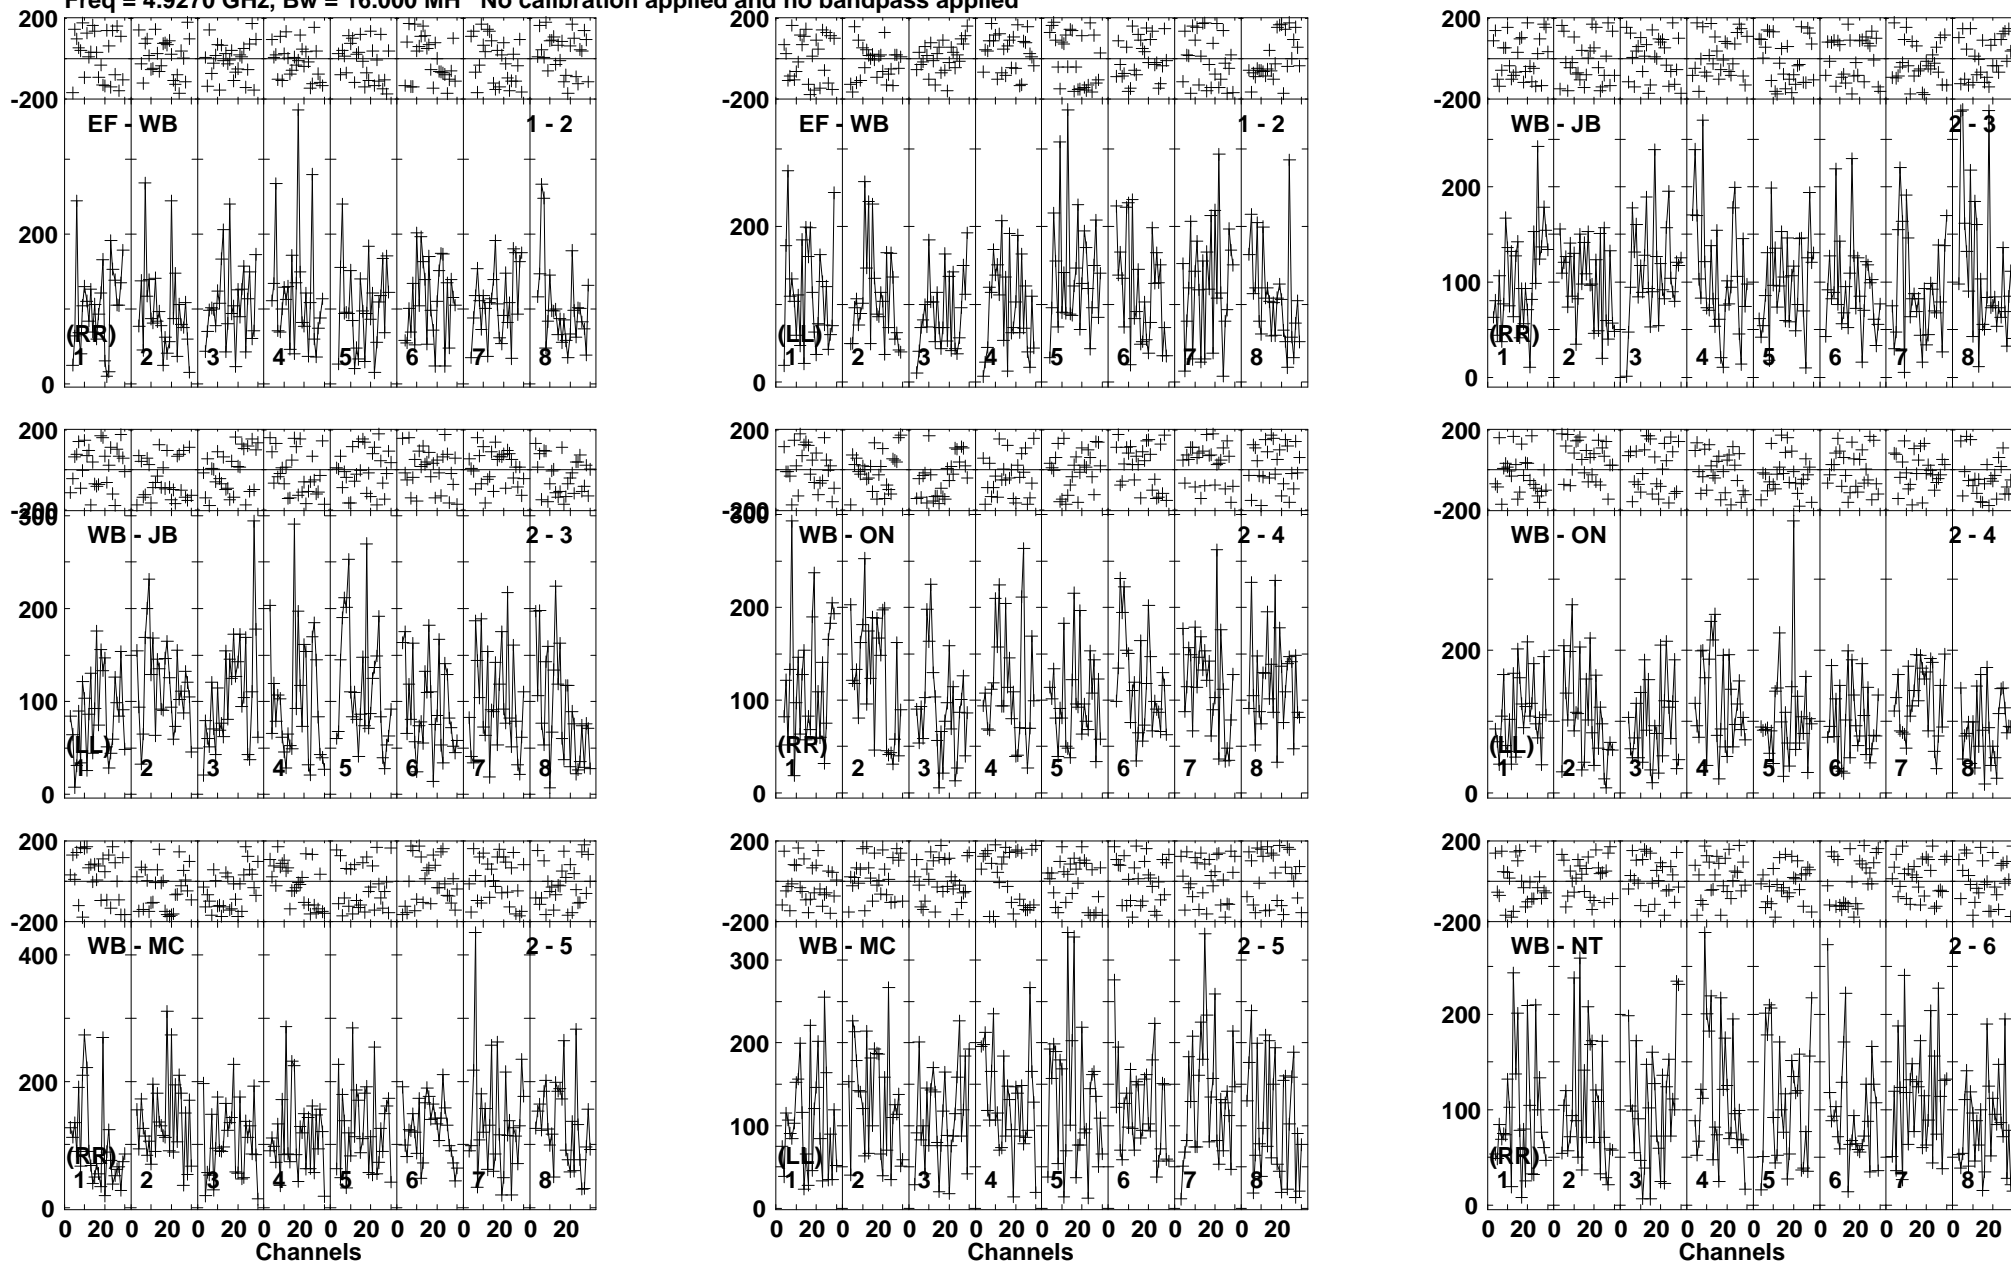 Freq = 4.9270 GHz, Bw = 16.000 MH No calibration applied and no bandpass applied
200 200 200
-200 -200 -200
EF - WB 1 - 2 EF - WB 1 - 2 WB - JB 2 - 3
200 200 200
100
(RR) (LL) (RR)
1 2 3 4 5 6 7 8 1 2 3 4 5 6 7 8 1 2 3 4 5 6 7 8
0 0 0
200 200 200
-200 -200 -200
300 300
WB - JB 2 - 3 WB - ON 2 - 4 WB - ON 2 - 4
200 200 200
100 100
(LL) (RR) (LL)
1 2 3 4 5 6 7 8 1 2 3 4 5 6 7 8 1 2 3 4 5 6 7 8
0 0 0
200 200 200
-200 -200 -200
WB - MC 2 - 5 WB - MC 2 - 5 WB - NT 2 - 6
400 300
200 200 200
100 100
(RR) (LL) (RR)
1 2 3 4 5 6 7 8 1 2 3 4 5 6 7 8 1 2 3 4 5 6 7 8
0 0 0
0 20 0 20 0 20 0 20 0 20 0 20 0 20 0 20 0 20 0 20 0 20 0 20 0 20 0 20 0 20 0 20 0 20 0 20 0 20 0 20 0 20 0 20 0 20 0 20
Channels Channels Channels